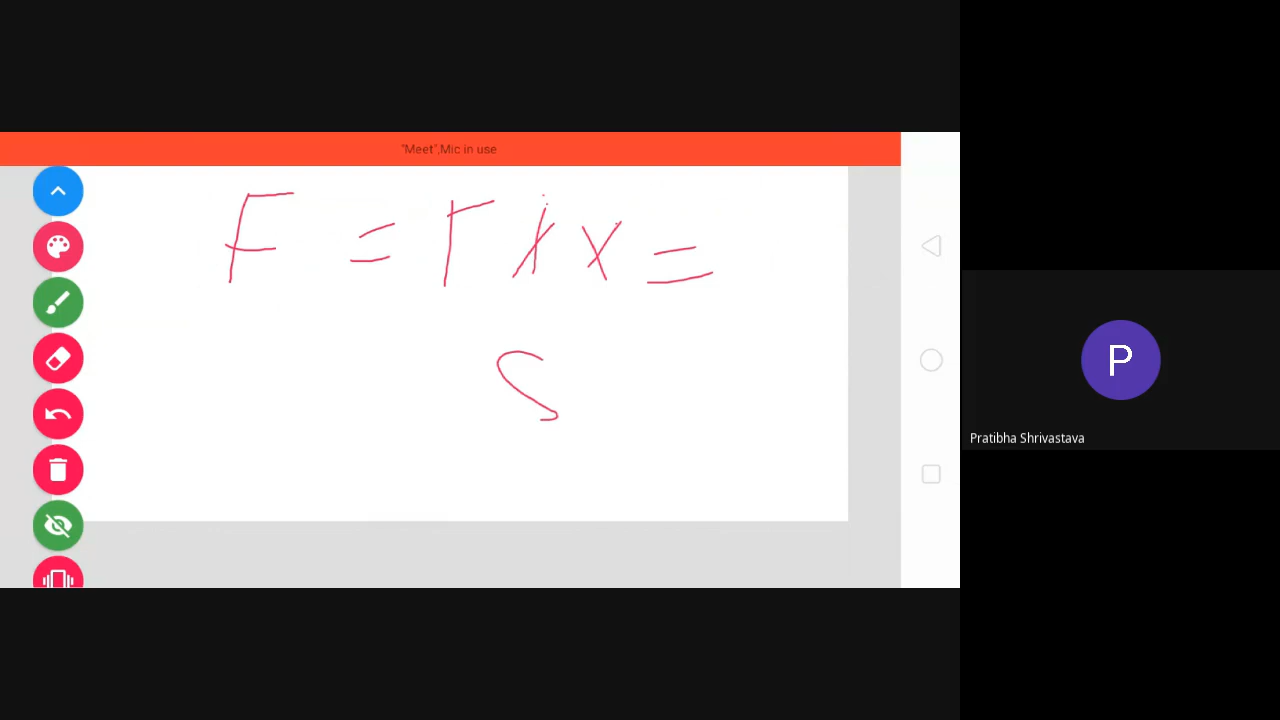 "Meet",Mic in use
F = r x x =
S
P
Pratibha Shrivastava